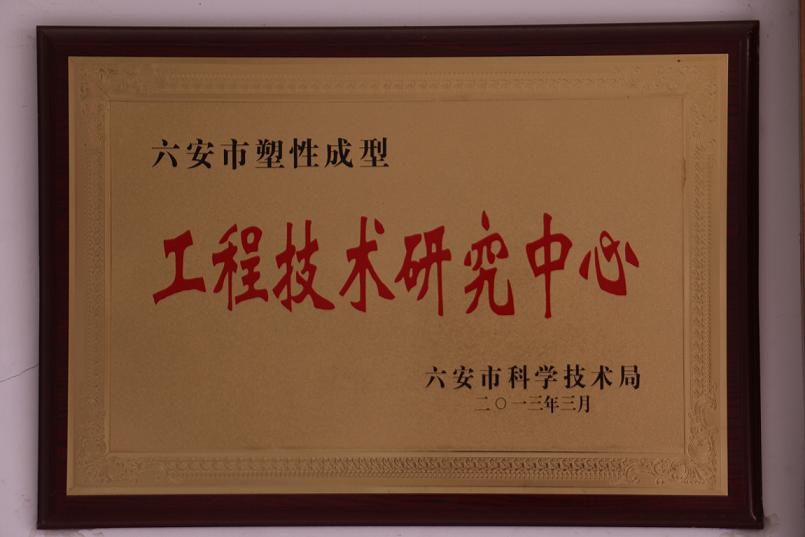 六安市塑性成型
工程技术研究中心
六安市科学技术局
二〇一三年三月